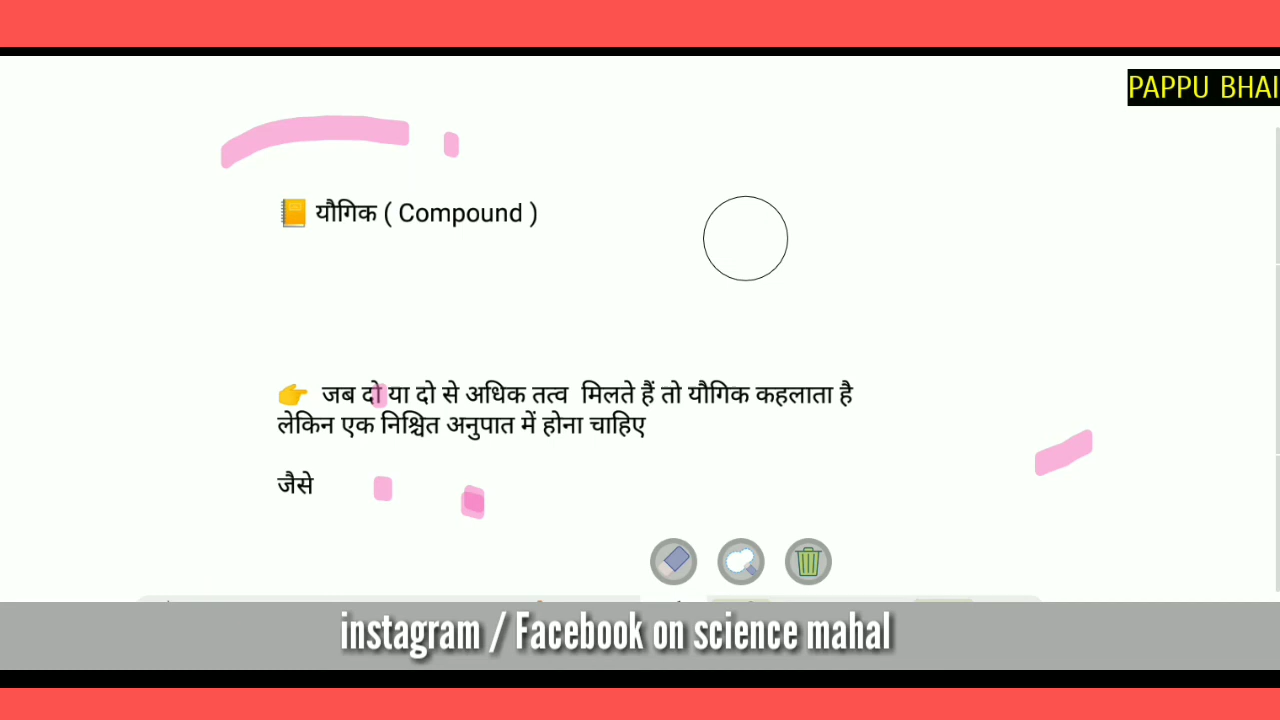 PAPPU BHAI
📒 यौगिक ( Compound )
👉 जब दो या दो से अधिक तत्व मिलते हैं तो यौगिक कहलाता है
लेकिन एक निश्चित अनुपात में होना चाहिए
जैसे
instagram / Facebook on science mahal